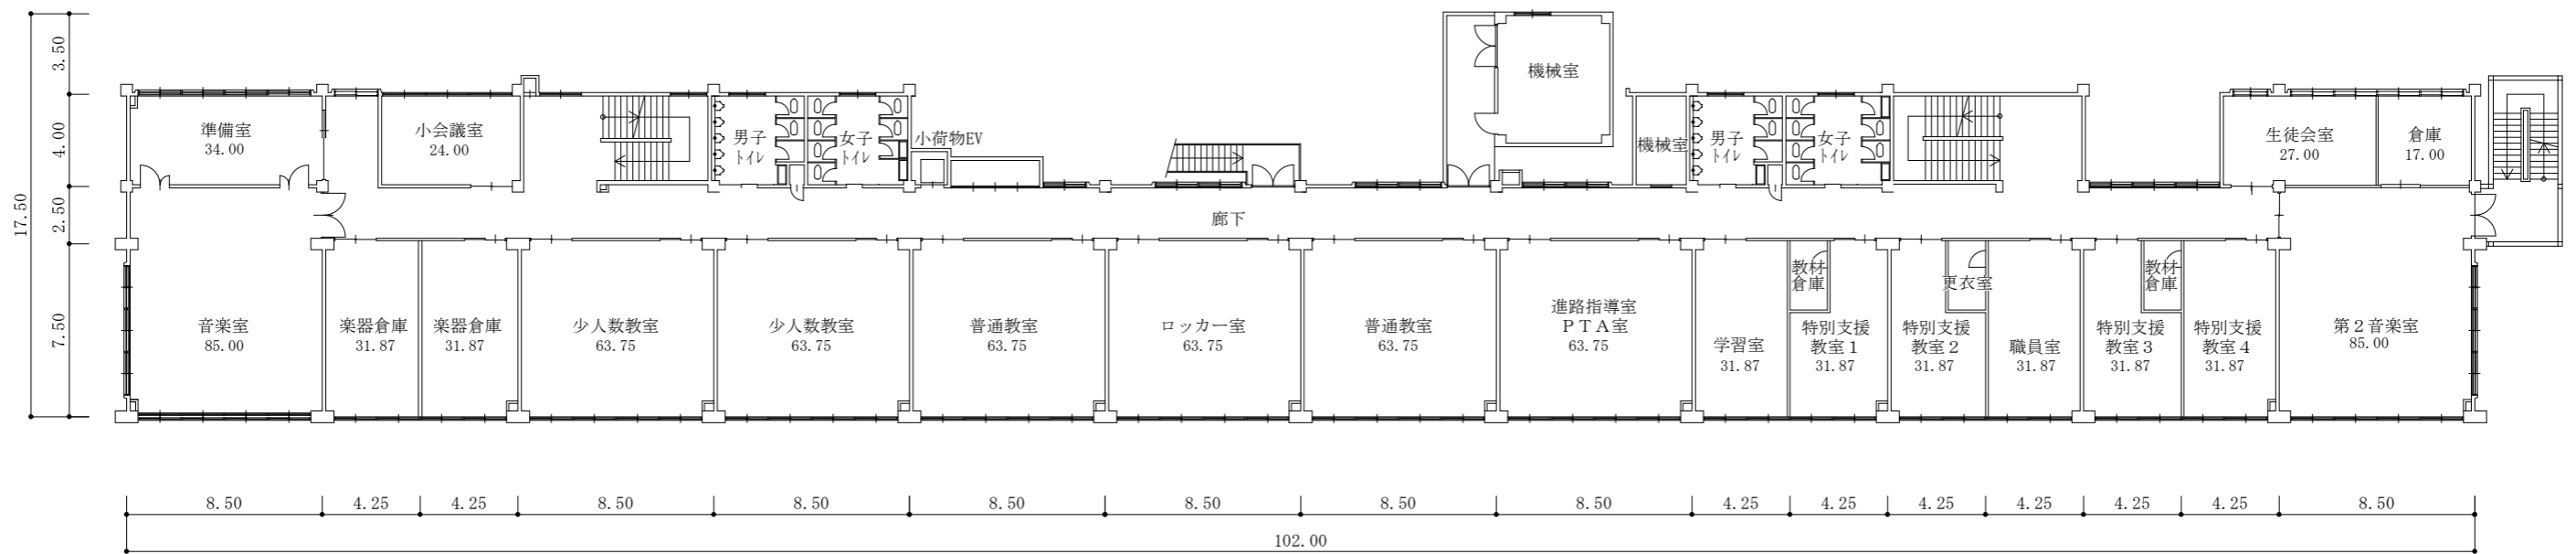 3.50
4.00
2.50
7.50
17.50
機械室
準備室
34.00
小会議室
24.00
男子
トイレ
女子
トイレ
小荷物EV
機械室
男子
トイレ
女子
トイレ
生徒会室
27.00
倉庫
17.00
廊下
音楽室
85.00
楽器倉庫
31.87
楽器倉庫
31.87
少人数教室
63.75
少人数教室
63.75
普通教室
63.75
ロッカー室
63.75
普通教室
63.75
進路指導室
PTA室
63.75
学習室
31.87
教材
倉庫
特別支援
教室1
31.87
特別支援
教室2
31.87
更衣室
職員室
31.87
特別支援
教室3
31.87
教材
倉庫
特別支援
教室4
31.87
第2音楽室
85.00
8.50
4.25
4.25
8.50
8.50
8.50
8.50
8.50
8.50
4.25
4.25
4.25
4.25
4.25
4.25
8.50
102.00